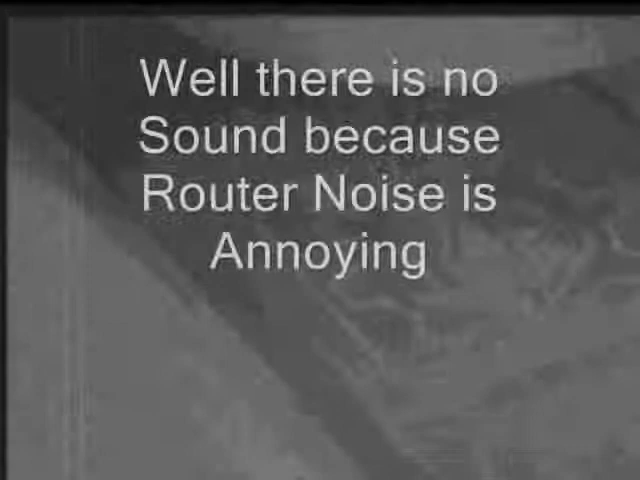 Well there is no
Sound because
Router Noise is
Annoying